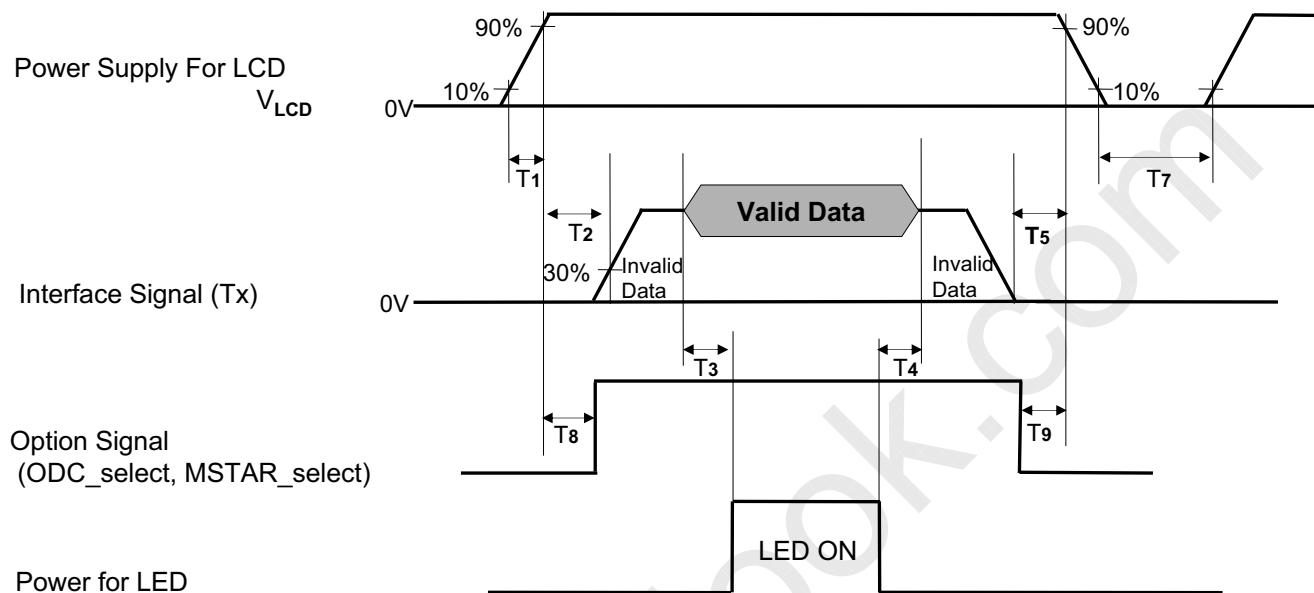 90%
90%
Power Supply For LCD
VLCD
10%
10%
0V
T1
T7
Valid Data
T2
T5
30%
Invalid
Data
Invalid
Data
Interface Signal (Tx)
0V
T3
T4
T8
T9
Option Signal
(ODC_select, MSTAR_select)
LED ON
Power for LED
ook.com